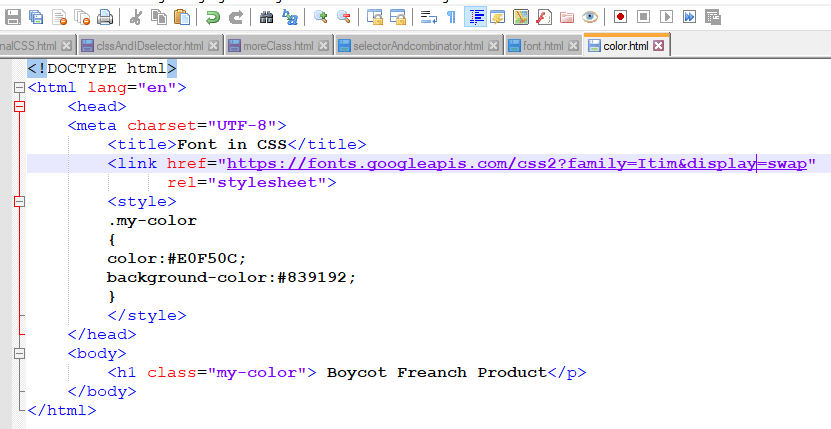 nalCSS.html clssAndIDselector.html moreClass.html selectorAndcombinator.html font.html color.html
<!DOCTYPE html>
<html lang="en">
<head>
<meta charset="UTF-8">
<title>Font in CSS</title>
<link href="https://fonts.googleapis.com/css2?family=Itim&display=swap"
rel="stylesheet">
<style>
.my-color
{
color:#E0F50C;
background-color:#839192;
}
</style>
</head>
<body>
<h1 class="my-color"> Boycot Freanch Product</p>
</body>
</html>